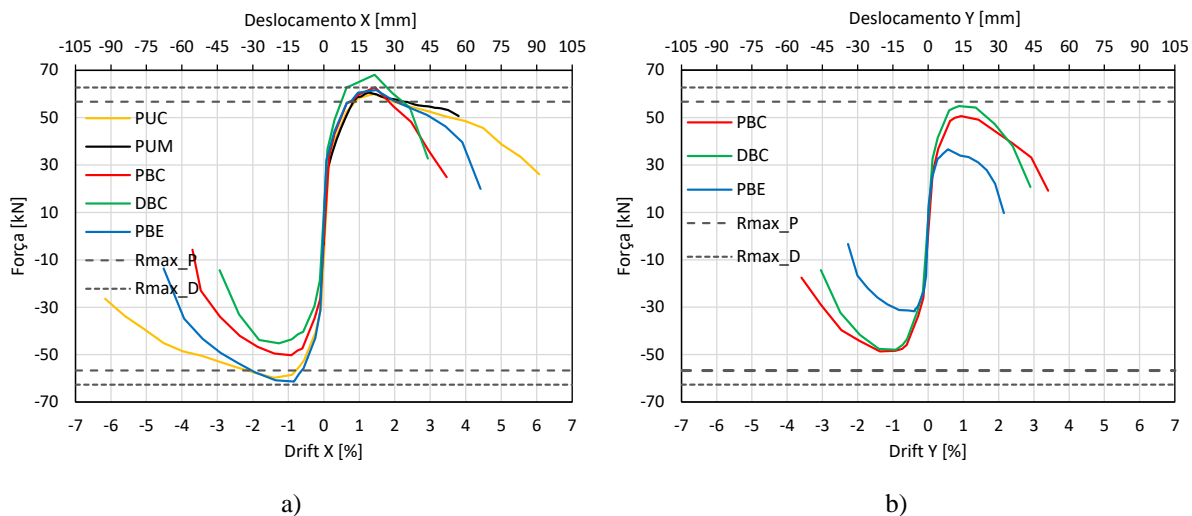 Deslocamento X [mm]
-105 -90 -75 -60 -45 -30 -15 0 15 30 45 60 75 90 105
70
50
30
10
-10
-30
-50
-70
Força [kN]
PUC
PUM
PBC
DBC
PBE
Rmax_P
Rmax_D
-7 -6 -5 -4 -3 -2 -1 0 1 2 3 4 5 6 7
Drift X [%]
a)
Deslocamento Y [mm]
-105 -90 -75 -60 -45 -30 -15 0 15 30 45 60 75 90 105
70
50
30
10
-10
-30
-50
-70
Força [kN]
PBC
DBC
PBE
Rmax_P
Rmax_D
-7 -6 -5 -4 -3 -2 -1 0 1 2 3 4 5 6 7
Drift Y [%]
b)